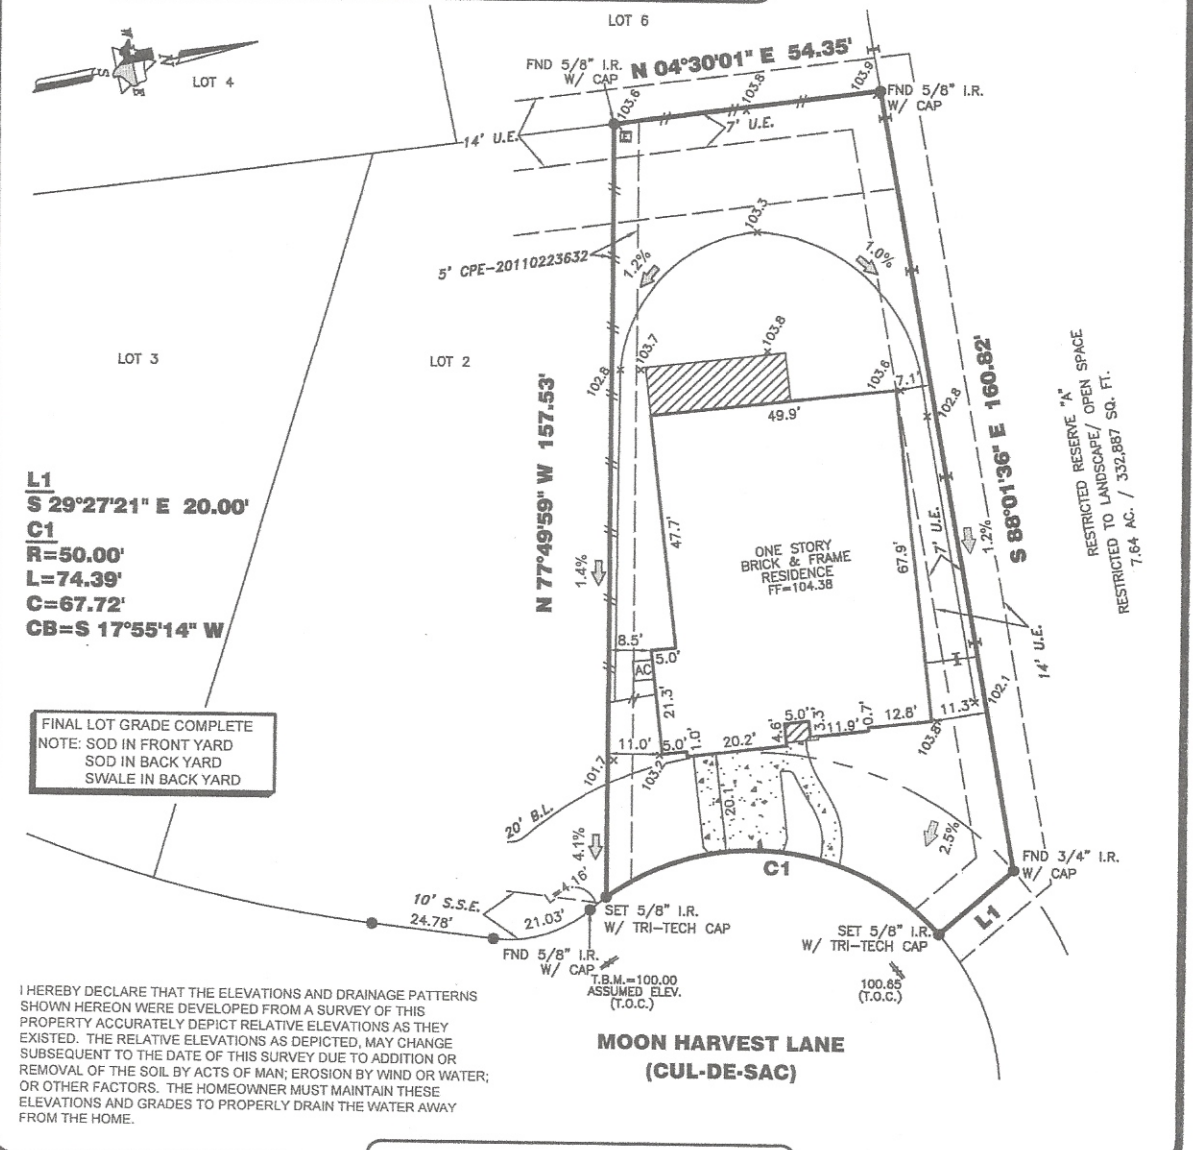 LOT 6
N 04°30'01" E 54.35'
FND 5/8" I.R.
W/ CAP
103.6
103.8
103.9
FND 5/8" I.R.
W/ CAP
S
N
LOT 4
14' U.E.
7' U.E.
E
103.3
5' CPE-20110223632
1.2%
1.0%
LOT 3
LOT 2
102.8
103.7
103.8
103.6
7.1'
102.8
49.9'
N 77°49'59" W 157.53'
S 88°01'36" E 160.82'
RESTRICTED RESERVE "A"
RESTRICTED TO LANDSCAPE/ OPEN SPACE
7.64 AC. / 332,887 SQ. FT.
L1
S 29°27'21" E 20.00'
C1
R=50.00'
L=74.39'
C=67.72'
CB=S 17°55'14" W
47.7'
67.9'
7' U.E.
1.2%
1.4%
ONE STORY
BRICK & FRAME
RESIDENCE
FF=104.38
14' U.E.
8.5'
5.0'
AC
21.3'
102.1
FINAL LOT GRADE COMPLETE
NOTE: SOD IN FRONT YARD
SOD IN BACK YARD
SWALE IN BACK YARD
11.0'
5.0'
1.0'
20.2'
4.6'
5.0'
3.3'
11.9'
0.7'
12.8'
11.3'
103.8
101.7
103.2
20' B.L.
20.1'
4.1%
2.5%
C1
FND 3/4" I.R.
W/ CAP
L1
L=4.16'
10' S.S.E.
24.78'
21.03'
SET 5/8" I.R.
W/ TRI-TECH CAP
SET 5/8" I.R.
W/ TRI-TECH CAP
FND 5/8" I.R.
W/ CAP
T.B.M.=100.00
ASSUMED ELEV.
(T.O.C.)
100.65
(T.O.C.)
MOON HARVEST LANE
(CUL-DE-SAC)
I HEREBY DECLARE THAT THE ELEVATIONS AND DRAINAGE PATTERNS
SHOWN HEREON WERE DEVELOPED FROM A SURVEY OF THIS
PROPERTY ACCURATELY DEPICT RELATIVE ELEVATIONS AS THEY
EXISTED. THE RELATIVE ELEVATIONS AS DEPICTED, MAY CHANGE
SUBSEQUENT TO THE DATE OF THIS SURVEY DUE TO ADDITION OR
REMOVAL OF THE SOIL BY ACTS OF MAN; EROSION BY WIND OR WATER;
OR OTHER FACTORS. THE HOMEOWNER MUST MAINTAIN THESE
ELEVATIONS AND GRADES TO PROPERLY DRAIN THE WATER AWAY
FROM THE HOME.